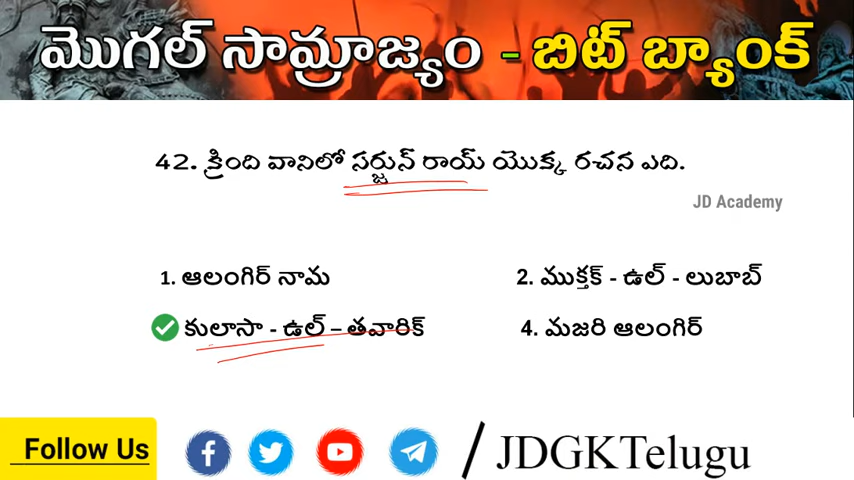 మొగల్ సామ్రాజ్యం - బిట్ బ్యాంక్
42. క్రింది వానిలో సర్జున్ రాయ్ యొక్క రచన ఎది.
JD Academy
1. ఆలంగిర్ నామ
2. ముక్తక్ - ఉల్ - లుబాబ్
కులాసా - ఉల్ – తవారిక్
4. మజరి ఆలంగిర్
Follow Us
/ JDGKTelugu